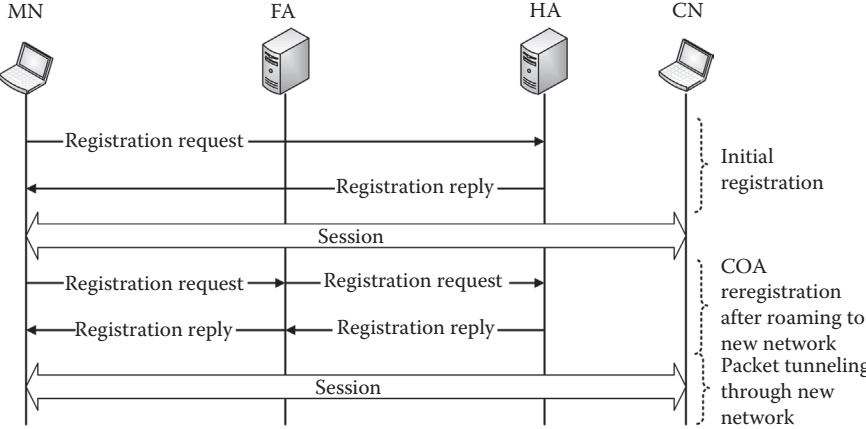 MN
FA
HA
CN
Registration request
Registration reply
Initial
registration
Session
Registration request
Registration request
Registration reply
Registration reply
COA
reregistration
after roaming to
new network
Session
Packet tunneling
through new
network